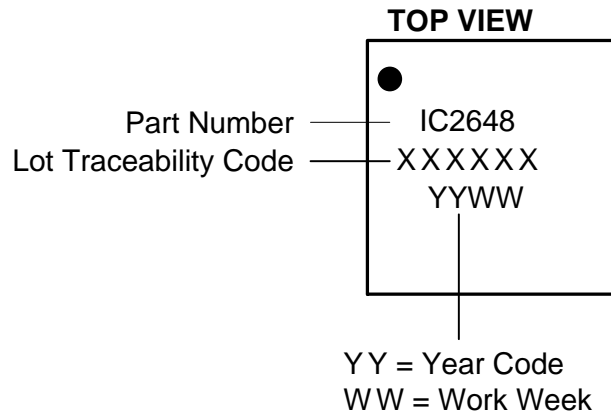 TOP VIEW
Part Number
IC2648
Lot Traceability Code
XXXXXX
YYWW
YY = Year Code
WW = Work Week